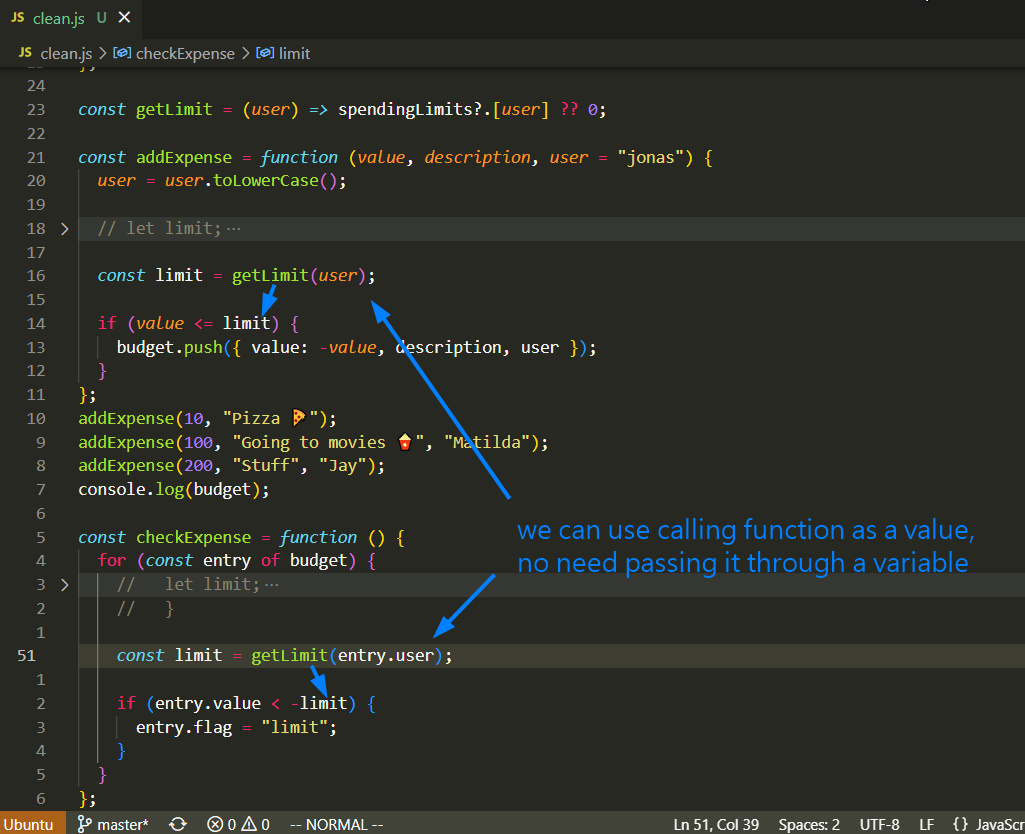 JS clean.js U ✕
JS clean.js > checkExpense > limit
24
23 const getLimit = (user) => spendingLimits?.[user] ?? 0;
22
21 const addExpense = function (value, description, user = "jonas") {
20 user = user.toLowerCase();
19
18 > // let limit; ⋯
17
16 const limit = getLimit(user);
15
14 if (value <= limit) {
13 budget.push({ value: -value, description, user });
12 }
11 };
10 addExpense(10, "Pizza 🍕");
9 addExpense(100, "Going to movies 🍿", "Matilda");
8 addExpense(200, "Stuff", "Jay");
7 console.log(budget);
6
5 const checkExpense = function () {
we can use calling function as a value,
no need passing it through a variable
4 for (const entry of budget) {
3 > // let limit; ⋯
2 // }
1
51 const limit = getLimit(entry.user);
1
2 if (entry.value < -limit) {
3 entry.flag = "limit";
4 }
5 }
6 };
Ubuntu master* 0 0 -- NORMAL -- Ln 51, Col 39 Spaces: 2 UTF-8 LF {} JavaScr